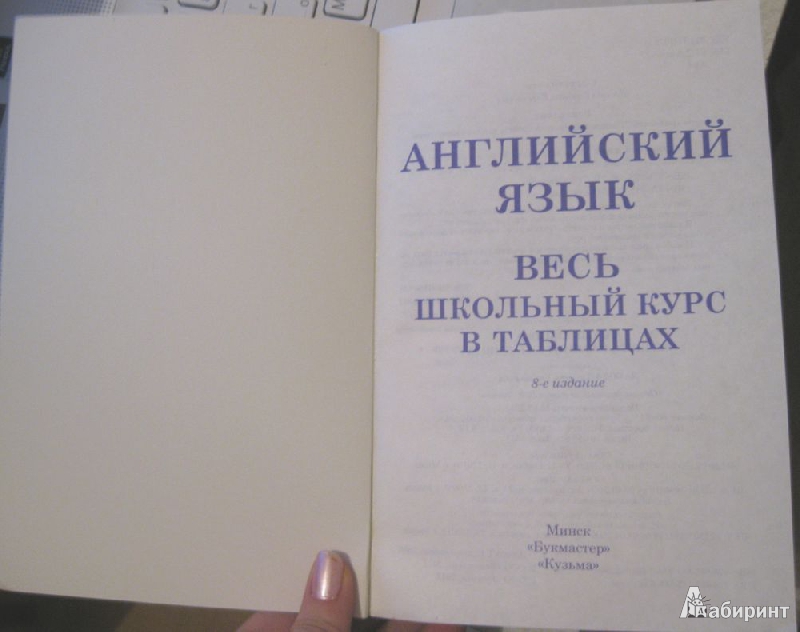 АНГЛИЙСКИЙ
ЯЗЫК
ВЕСЬ
ШКОЛЬНЫЙ КУРС
В ТАБЛИЦАХ
8-е издание
Минск
«Букмастер»
«Кузьма»
Лабиринт